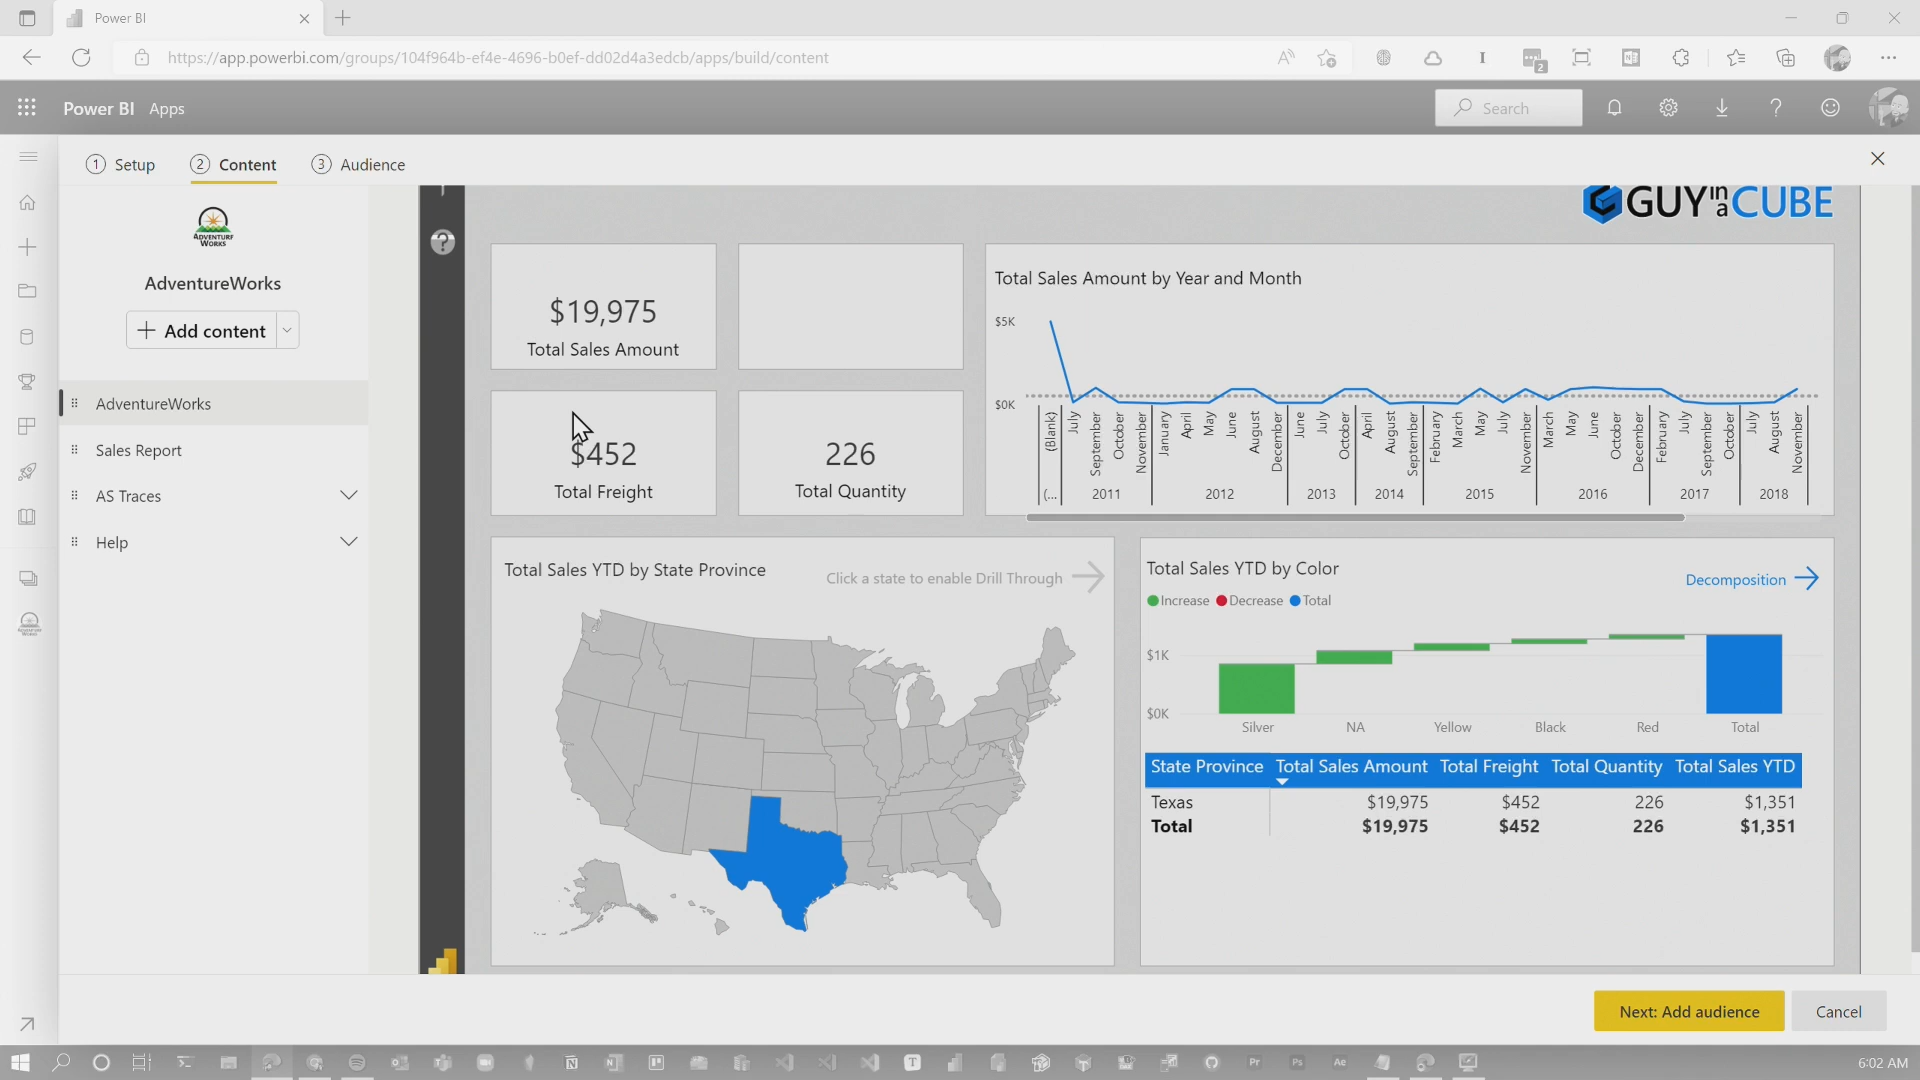 Power BI
https://app.powerbi.com/groups/104f964b-ef4e-4696-b0ef-dd02d4a3edcb/apps/build/content
2
Power BI Apps
Search
1 Setup
2 Content
3 Audience
ADVENTURE WORKS
AdventureWorks
Add content
AdventureWorks
Sales Report
AS Traces
Help
GUY in a CUBE
$19,975
Total Sales Amount
$452
Total Freight
226
Total Quantity
Total Sales Amount by Year and Month
$5K
$0K
(Blank) July September October November January April May June August December June July October April August September February March May July November March May June October December February July September October July August November
(... 2011 2012 2013 2014 2015 2016 2017 2018
Total Sales YTD by State Province
Click a state to enable Drill Through
Total Sales YTD by Color
Decomposition
Increase Decrease Total
$1K
$0K
Silver NA Yellow Black Red Total
State Province Total Sales Amount Total Freight Total Quantity Total Sales YTD
Texas $19,975 $452 226 $1,351
Total $19,975 $452 226 $1,351
Next: Add audience
Cancel
6:02 AM